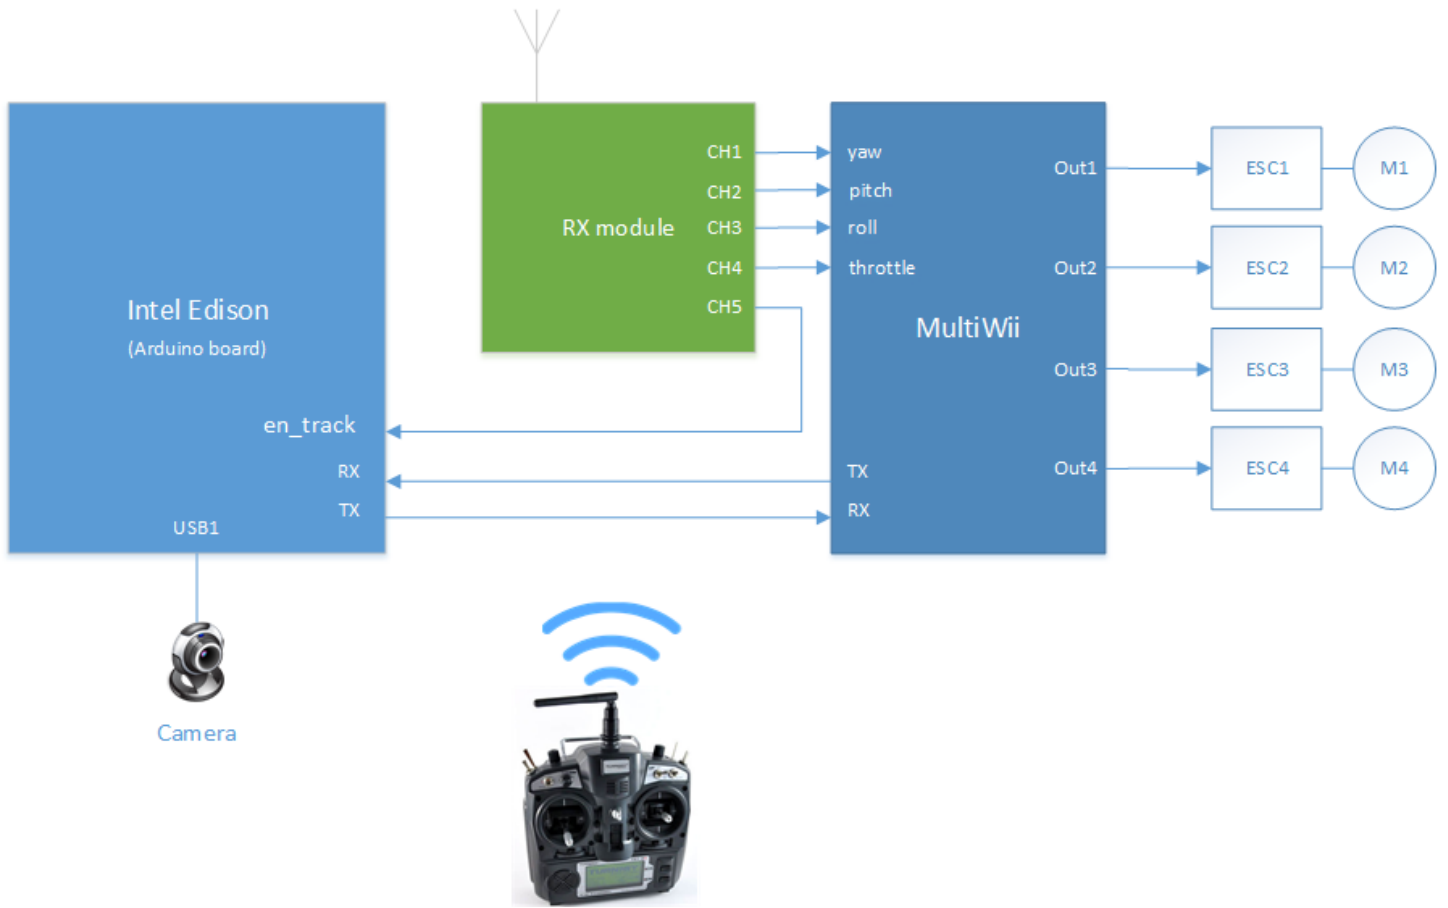 Intel Edison
(Arduino board)
en_track
RX
TX
USB1
Camera
RX module
CH1
CH2
CH3
CH4
CH5
yaw
pitch
roll
throttle
MultiWii
TX
RX
Out1
Out2
Out3
Out4
ESC1
M1
ESC2
M2
ESC3
M3
ESC4
M4